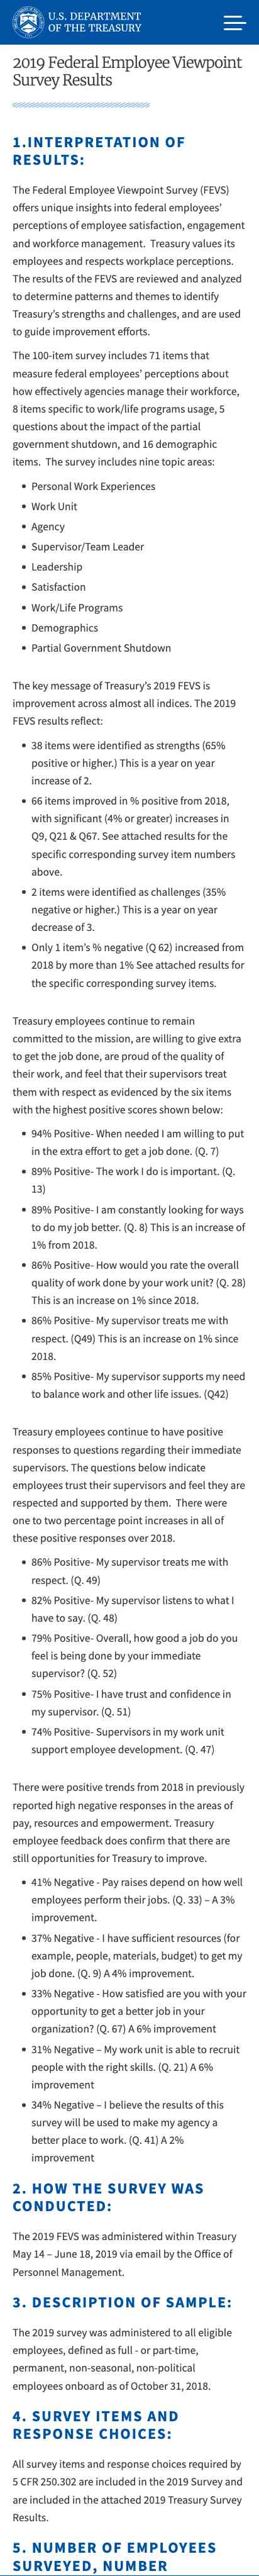 U.S. DEPARTMENT
OF THE TREASURY
2019 Federal Employee Viewpoint
Survey Results
1.INTERPRETATION OF
RESULTS:
The Federal Employee Viewpoint Survey (FEVS)
offers unique insights into federal employees’
perceptions of employee satisfaction, engagement
and workforce management.  Treasury values its
employees and respects workplace perceptions.
The results of the FEVS are reviewed and analyzed
to determine patterns and themes to identify
Treasury’s strengths and challenges, and are used
to guide improvement efforts.
The 100-item survey includes 71 items that
measure federal employees’ perceptions about
how effectively agencies manage their workforce,
8 items specific to work/life programs usage, 5
questions about the impact of the partial
government shutdown, and 16 demographic
items.  The survey includes nine topic areas:
• Personal Work Experiences
• Work Unit
• Agency
• Supervisor/Team Leader
• Leadership
• Satisfaction
• Work/Life Programs
• Demographics
• Partial Government Shutdown
The key message of Treasury’s 2019 FEVS is
improvement across almost all indices. The 2019
FEVS results reflect:
• 38 items were identified as strengths (65%
positive or higher.) This is a year on year
increase of 2.
• 66 items improved in % positive from 2018,
with significant (4% or greater) increases in
Q9, Q21 & Q67. See attached results for the
specific corresponding survey item numbers
above.
• 2 items were identified as challenges (35%
negative or higher.) This is a year on year
decrease of 3.
• Only 1 item’s % negative (Q 62) increased from
2018 by more than 1% See attached results for
the specific corresponding survey items.
Treasury employees continue to remain
committed to the mission, are willing to give extra
to get the job done, are proud of the quality of
their work, and feel that their supervisors treat
them with respect as evidenced by the six items
with the highest positive scores shown below:
• 94% Positive- When needed I am willing to put
in the extra effort to get a job done. (Q. 7)
• 89% Positive- The work I do is important. (Q.
13)
• 89% Positive- I am constantly looking for ways
to do my job better. (Q. 8) This is an increase of
1% from 2018.
• 86% Positive- How would you rate the overall
quality of work done by your work unit? (Q. 28)
This is an increase on 1% since 2018.
• 86% Positive- My supervisor treats me with
respect. (Q49) This is an increase on 1% since
2018.
• 85% Positive- My supervisor supports my need
to balance work and other life issues. (Q42)
Treasury employees continue to have positive
responses to questions regarding their immediate
supervisors. The questions below indicate
employees trust their supervisors and feel they are
respected and supported by them.  There were
one to two percentage point increases in all of
these positive responses over 2018.
• 86% Positive- My supervisor treats me with
respect. (Q. 49)
• 82% Positive- My supervisor listens to what I
have to say. (Q. 48)
• 79% Positive- Overall, how good a job do you
feel is being done by your immediate
supervisor? (Q. 52)
• 75% Positive- I have trust and confidence in
my supervisor. (Q. 51)
• 74% Positive- Supervisors in my work unit
support employee development. (Q. 47)
There were positive trends from 2018 in previously
reported high negative responses in the areas of
pay, resources and empowerment. Treasury
employee feedback does confirm that there are
still opportunities for Treasury to improve.
• 41% Negative - Pay raises depend on how well
employees perform their jobs. (Q. 33) – A 3%
improvement.
• 37% Negative - I have sufficient resources (for
example, people, materials, budget) to get my
job done. (Q. 9) A 4% improvement.
• 33% Negative - How satisfied are you with your
opportunity to get a better job in your
organization? (Q. 67) A 6% improvement
• 31% Negative – My work unit is able to recruit
people with the right skills. (Q. 21) A 6%
improvement
• 34% Negative – I believe the results of this
survey will be used to make my agency a
better place to work. (Q. 41) A 2%
improvement
2. HOW THE SURVEY WAS
CONDUCTED:
The 2019 FEVS was administered within Treasury
May 14 – June 18, 2019 via email by the Office of
Personnel Management.
3. DESCRIPTION OF SAMPLE:
The 2019 survey was administered to all eligible
employees, defined as full - or part-time,
permanent, non-seasonal, non-political
employees onboard as of October 31, 2018.
4. SURVEY ITEMS AND
RESPONSE CHOICES:
All survey items and response choices required by
5 CFR 250.302 are included in the 2019 Survey and
are included in the attached 2019 Treasury Survey
Results.
5. NUMBER OF EMPLOYEES
SURVEYED, NUMBER